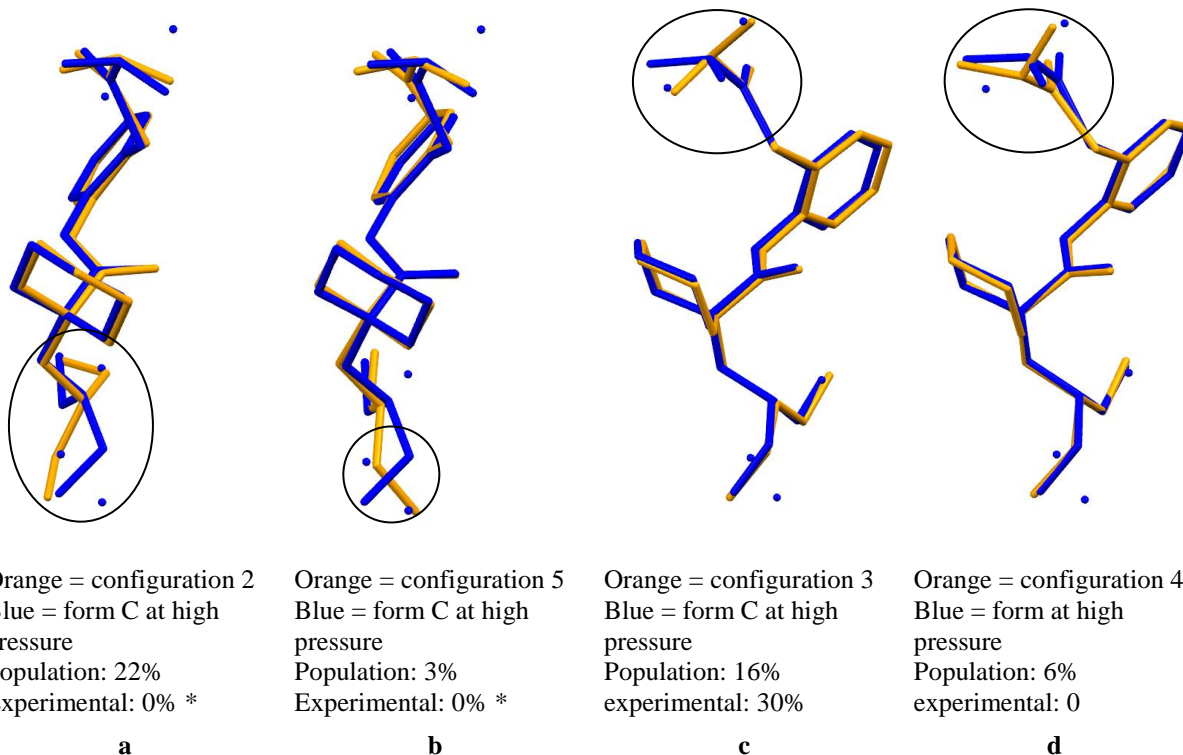 Orange = configuration 2
Blue = form C at high
ressure
opulation: 22%
xperimental: 0% *
a
Orange = configuration 5
Blue = form C at high
pressure
Population: 3%
Experimental: 0% *
b
Orange = configuration 3
Blue = form C at high
pressure
Population: 16%
experimental: 30%
c
Orange = configuration 4
Blue = form at high
pressure
Population: 6%
experimental: 0
d